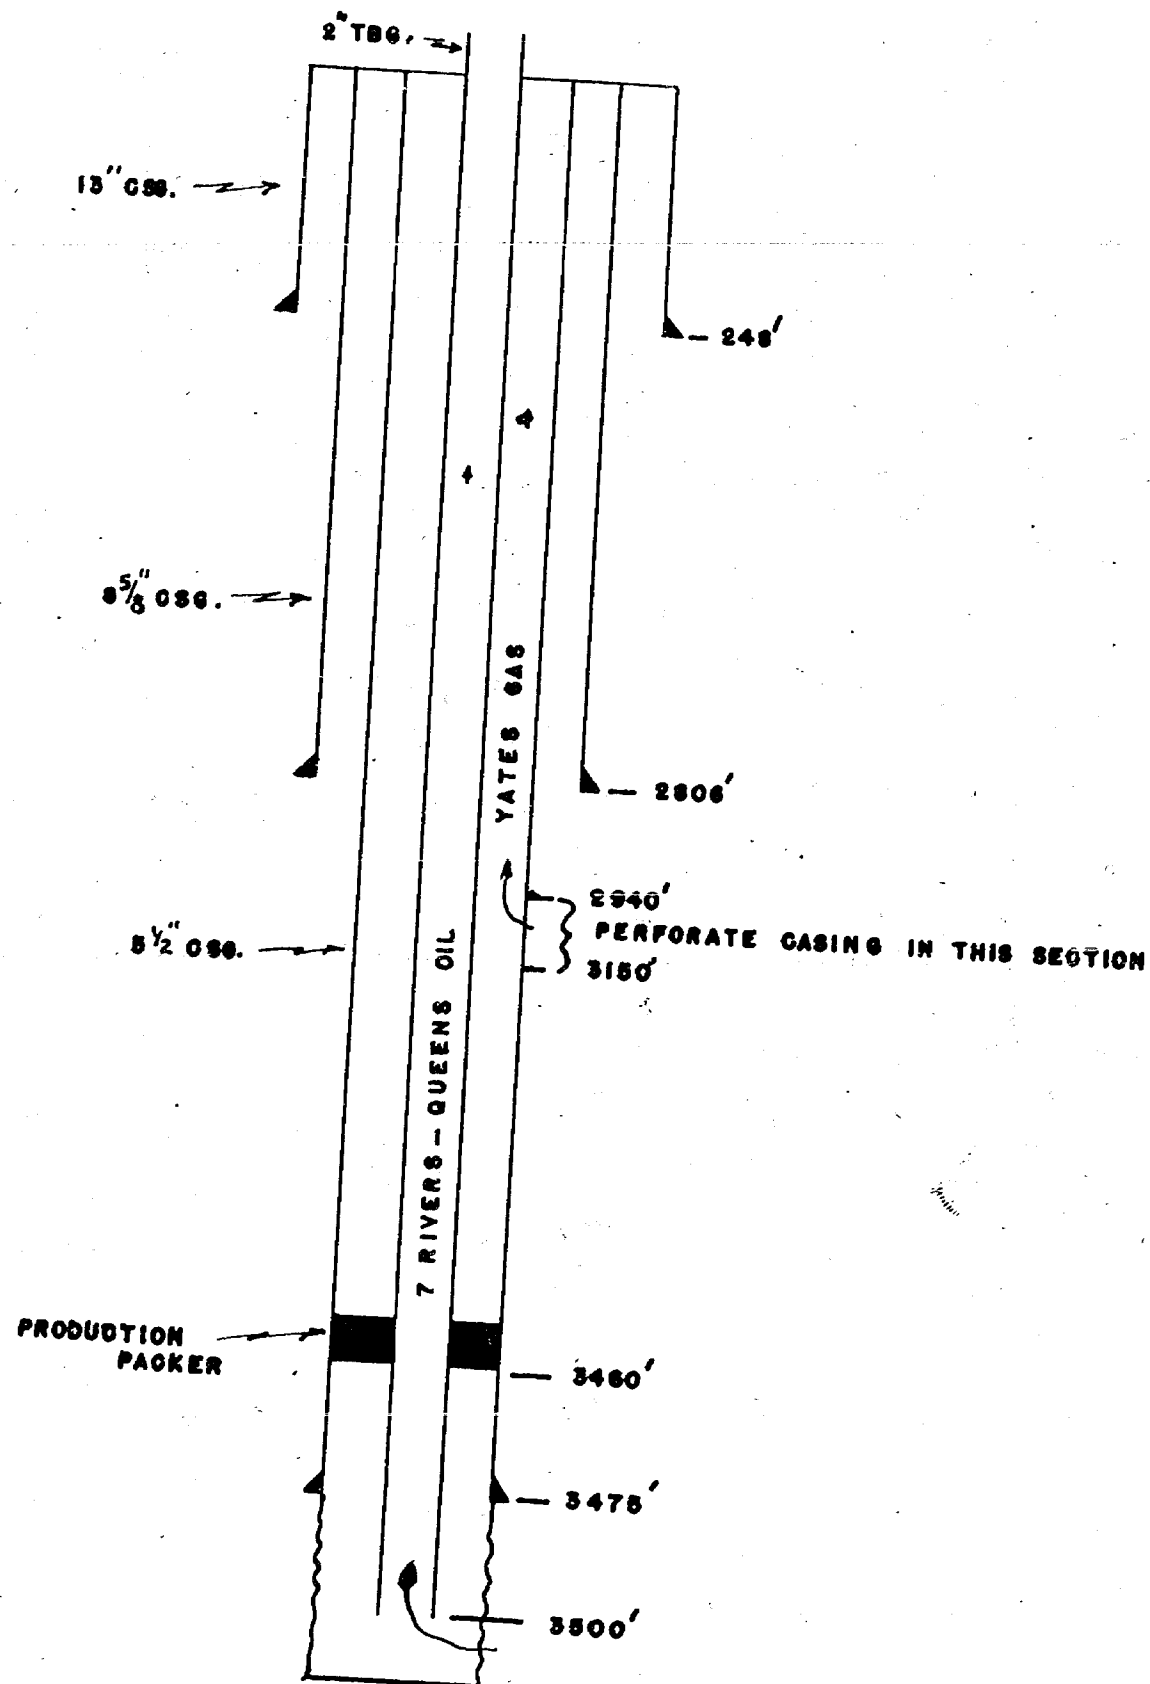 2" TBG.
13" CSG.
248'
8 5/8" CSG.
YATES GAS
2806'
2940'
5 1/2" CSG.
PERFORATE CASING IN THIS SECTION
3150'
7 RIVERS - QUEENS OIL
PRODUCTION
PACKER
3460'
3475'
3500'